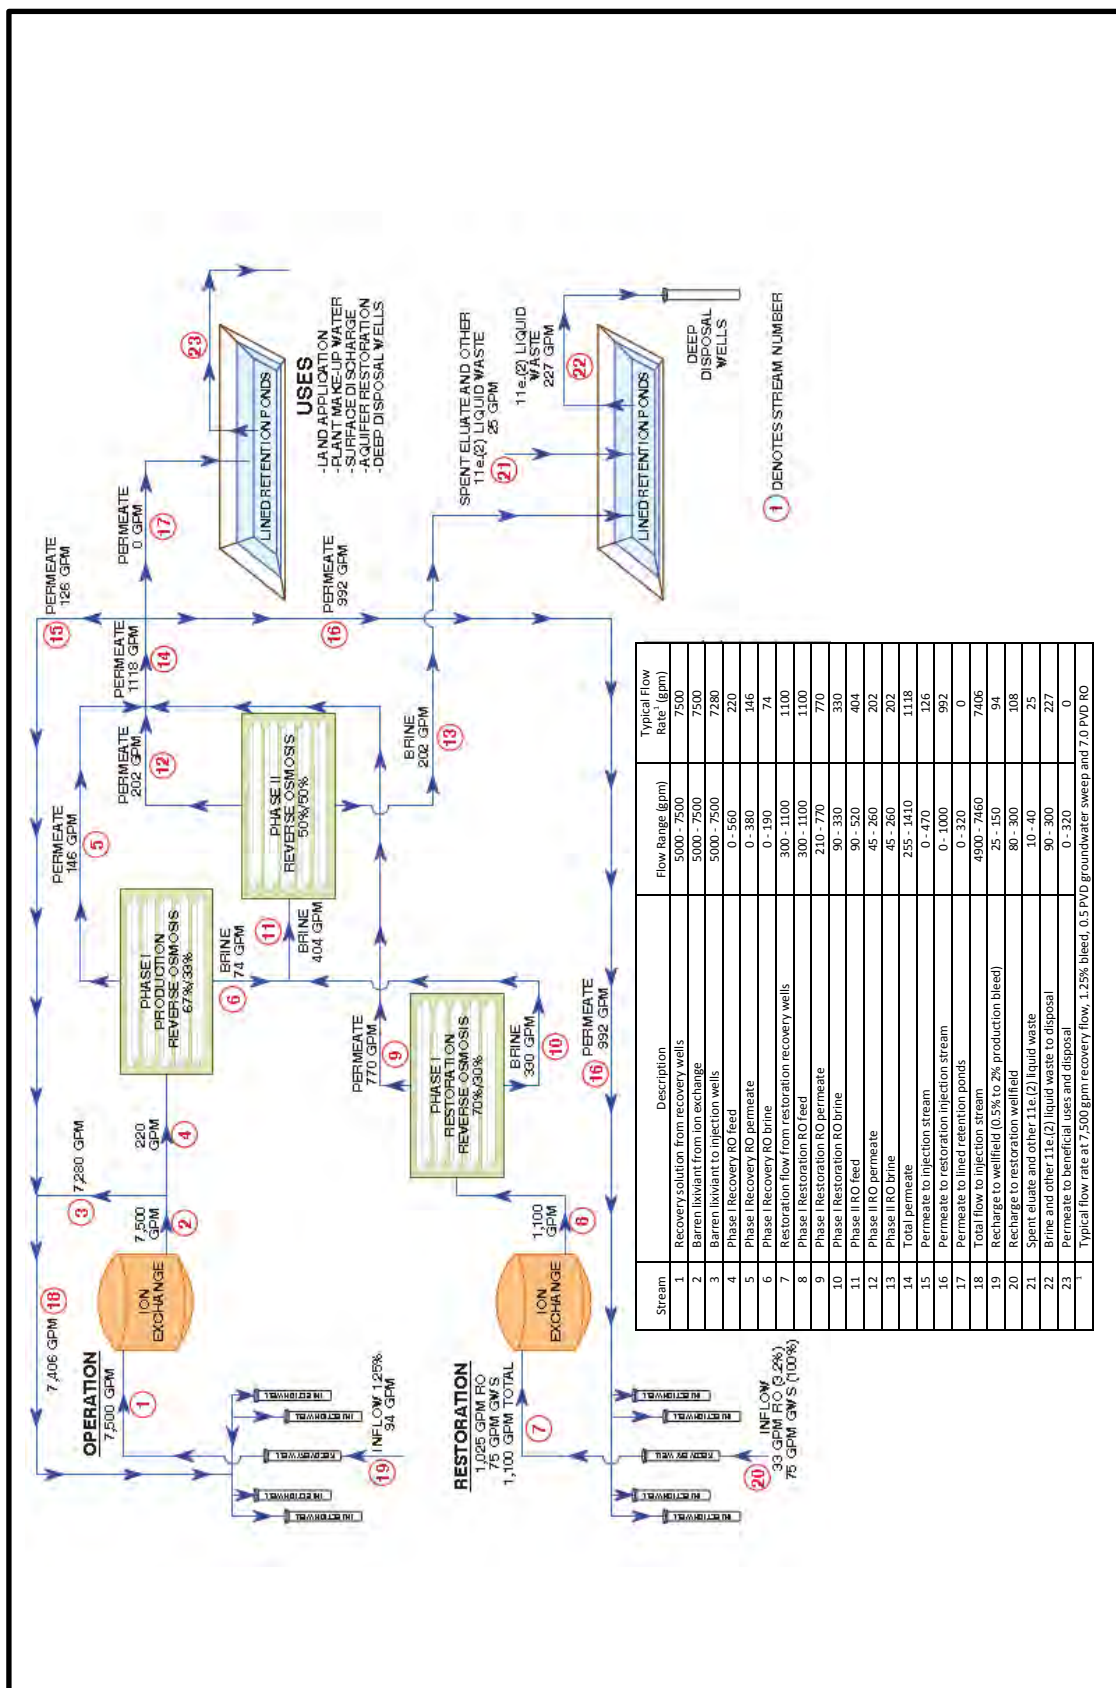 OPERATION
7,500 GPM
1
ION
EXCHANGE
7,500
GPM
2
3
7,280 GPM
220
GPM
4
PHASE I
PRODUCTION
REVERSE OSMOSIS
67%/33%
PERMEATE
146 GPM
5
BRINE
74 GPM
6
PERMEATE
202 GPM
12
PHASE II
REVERSE OSMOSIS
50%/50%
11
BRINE
404 GPM
BRINE
202 GPM
13
PERMEATE
1118 GPM
14
15
PERMEATE
126 GPM
PERMEATE
0 GPM
17
16
PERMEATE
992 GPM
LINED RETENTION PONDS
23
USES
- LAND APPLICATION
- PLANT MAKE-UP WATER
- SURFACE DISCHARGE
- AQUIFER RESTORATION
- DEEP DISPOSAL WELLS
SPENT ELUATE AND OTHER
11e.(2) LIQUID WASTE
25 GPM
21
11e.(2) LIQUID
WASTE
227 GPM
22
LINED RETENTION PONDS
DEEP
DISPOSAL
WELLS
1 DENOTES STREAM NUMBER
7,406 GPM 18
INJECTION WELL
INJECTION WELL
RECOVERY WELL
INJECTION WELL
INJECTION WELL
19
INFLOW 1.25%
94 GPM
RESTORATION
1,025 GPM RO
75 GPM GWS
1,100 GPM TOTAL
7
ION
EXCHANGE
1,100
GPM
8
PHASE I
RESTORATION
REVERSE OSMOSIS
70%/30%
PERMEATE
770 GPM
9
BRINE
330 GPM
10
16
PERMEATE
992 GPM
INJECTION WELL
INJECTION WELL
RECOVERY WELL
INJECTION WELL
INJECTION WELL
20
INFLOW
33 GPM RO (3.2%)
75 GPM GWS (100%)
Stream Description Flow Range (gpm) Typical Flow Rate¹ (gpm)
1 Recovery solution from recovery wells 5000 - 7500 7500
2 Barren lixiviant from ion exchange 5000 - 7500 7500
3 Barren lixiviant to injection wells 5000 - 7500 7280
4 Phase I Recovery RO feed 0 - 560 220
5 Phase I Recovery RO permeate 0 - 380 146
6 Phase I Recovery RO brine 0 - 190 74
7 Restoration flow from restoration recovery wells 300 - 1100 1100
8 Phase I Restoration RO feed 300 - 1100 1100
9 Phase I Restoration RO permeate 210 - 770 770
10 Phase I Restoration RO brine 90 - 330 330
11 Phase II RO feed 90 - 520 404
12 Phase II RO permeate 45 - 260 202
13 Phase II RO brine 45 - 260 202
14 Total permeate 255 - 1410 1118
15 Permeate to injection stream 0 - 470 126
16 Permeate to restoration injection stream 0 - 1000 992
17 Permeate to lined retention ponds 0 - 320 0
18 Total flow to injection stream 4900 - 7460 7406
19 Recharge to wellfield (0.5% to 2% production bleed) 25 - 150 94
20 Recharge to restoration wellfield 80 - 300 108
21 Spent eluate and other 11e.(2) liquid waste 10 - 40 25
22 Brine and other 11e.(2) liquid waste to disposal 90 - 300 227
23 Permeate to beneficial uses and disposal 0 - 320 0
¹ Typical flow rate at 7,500 gpm recovery flow, 1.25% bleed, 0.5 PVD groundwater sweep and 7.0 PVD RO